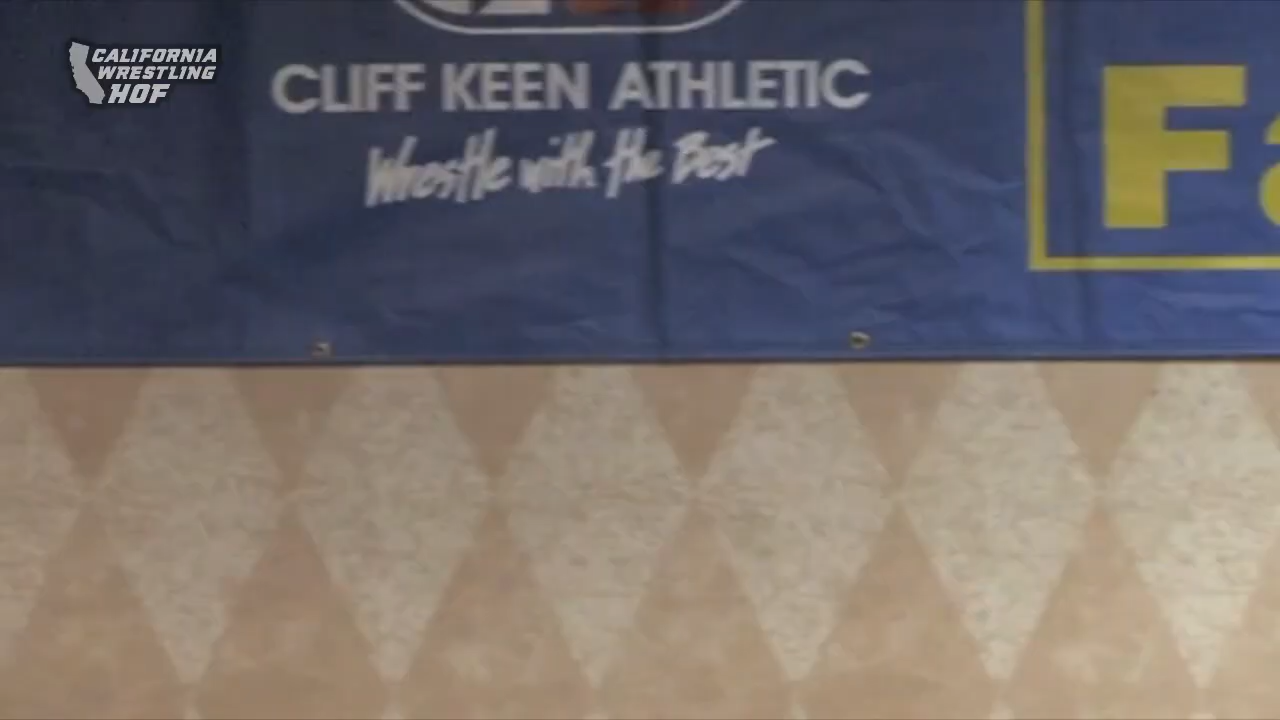 CALIFORNIA
WRESTLING
HOF
CLIFF KEEN ATHLETIC
Wrestle with the Best